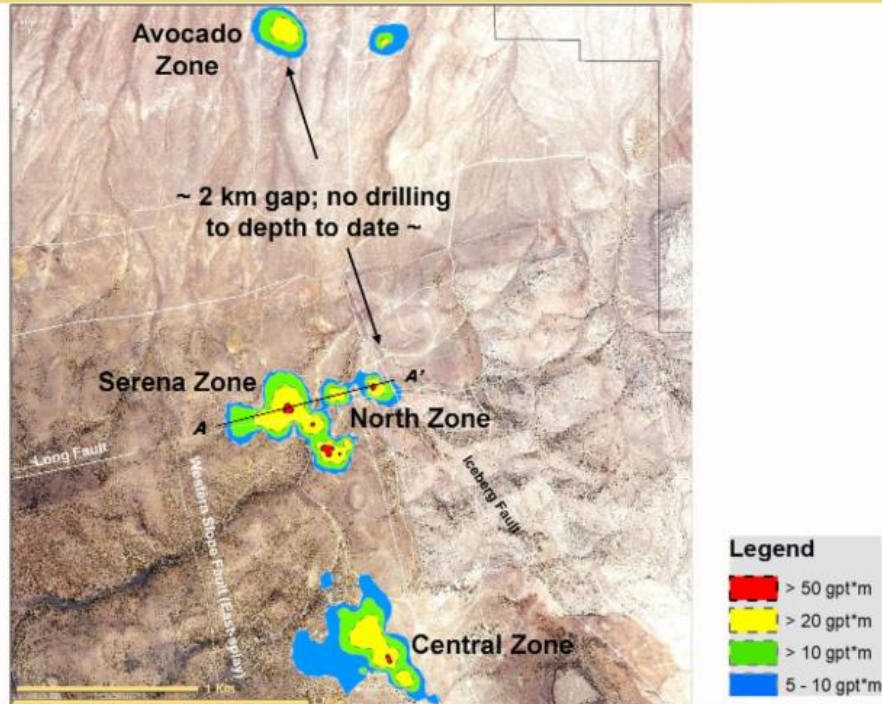 Avocado
Zone
~ 2 km gap; no drilling
to depth to date ~
Serena Zone
A'
A
North Zone
Long Fault
Western Slope Fault (East splay)
Iceberg Fault
Central Zone
1 Km
Legend
> 50 gpt*m
> 20 gpt*m
> 10 gpt*m
5 - 10 gpt*m